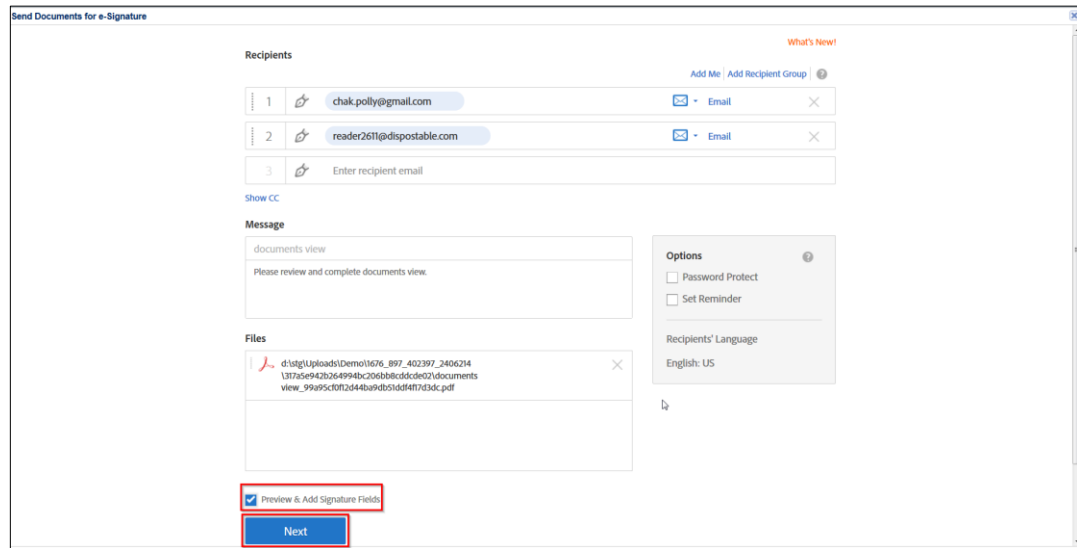 Send Documents for e-Signature
What's New!
Recipients
Add Me | Add Recipient Group ?
1 chak.polly@gmail.com Email
2 reader2611@dispostable.com Email
3 Enter recipient email
Show CC
Message
documents view
Please review and complete documents view.
Options ?
Password Protect
Set Reminder
Recipients' Language
English: US
Files
d:\stg\Uploads\Demo\1676_897_402397_2406214
\317a5e942b264994bc206bb8cddcde02\documents
view_99a95cf0f12d44ba9db51ddf4f17d3dc.pdf
Preview & Add Signature Fields
Next